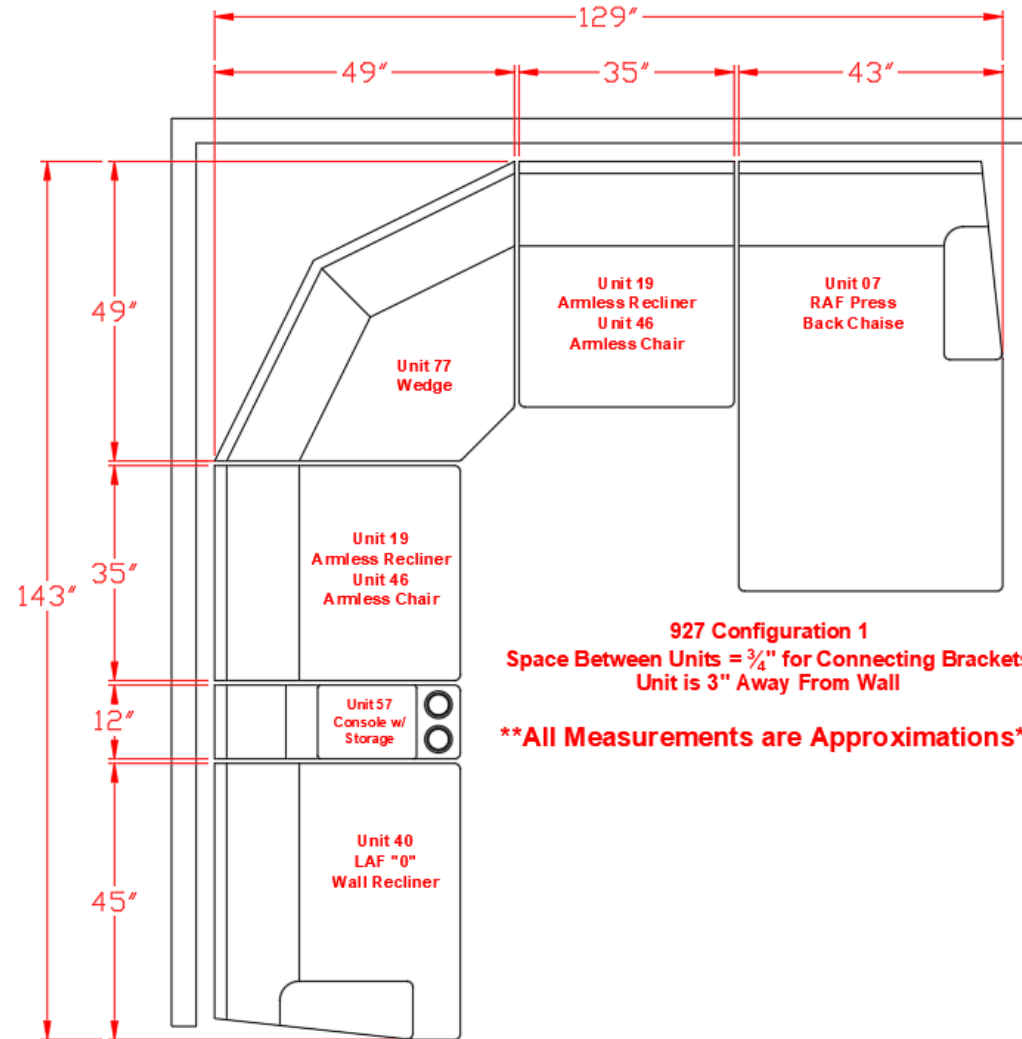 129"
49"
35"
43"
49"
Unit 19
Armless Recliner
Unit 46
Armless Chair
Unit 07
RAF Press
Back Chaise
Unit 77
Wedge
143"
35"
Unit 19
Armless Recliner
Unit 46
Armless Chair
927 Configuration 1
Space Between Units = ¾" for Connecting Brackets
Unit is 3" Away From Wall
12"
Unit 57
Console w/
Storage
**All Measurements are Approximations*
45"
Unit 40
LAF "0"
Wall Recliner